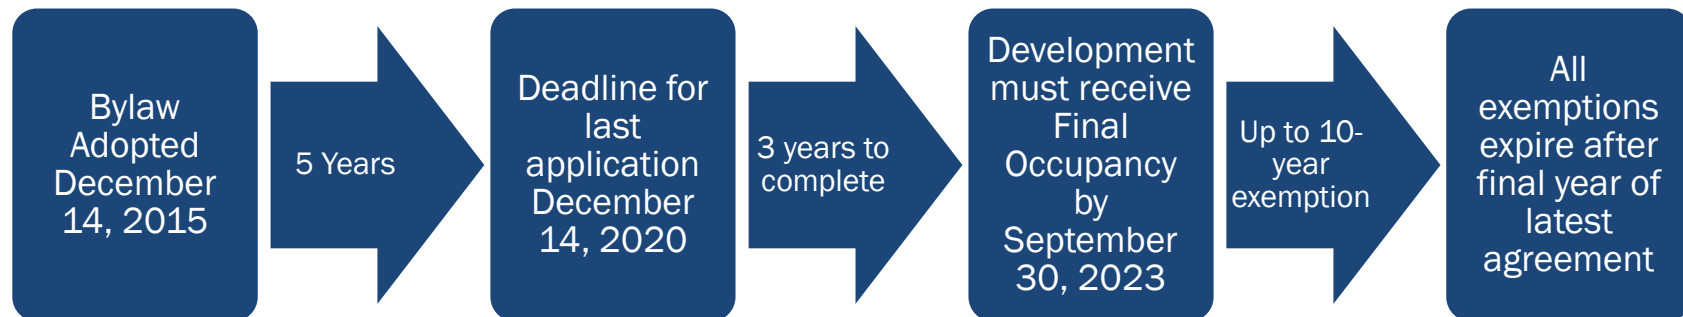 Bylaw
Adopted
December
14, 2015
5 Years
Deadline for
last
application
December
14, 2020
3 years to
complete
Development
must receive
Final
Occupancy
by
September
30, 2023
Up to 10-
year
exemption
All
exemptions
expire after
final year of
latest
agreement